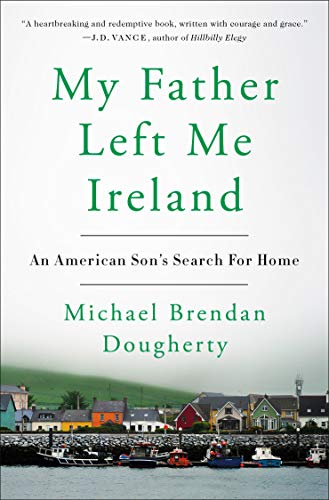 “A heartbreaking and redemptive book, written with courage and grace.”
—J.D. VANCE, author of Hillbilly Elegy
My Father
Left Me
Ireland
An American Son’s Search For Home
Michael Brendan
Dougherty